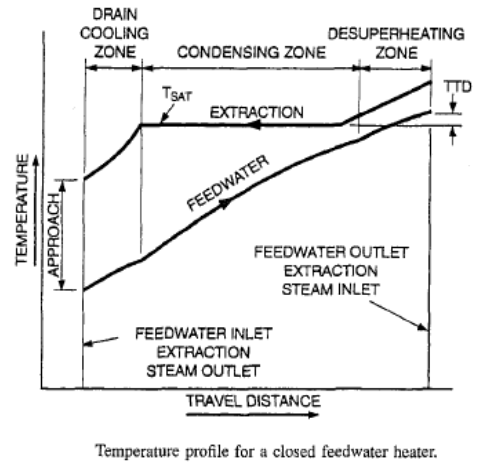 DRAIN
COOLING
ZONE
CONDENSING ZONE
DESUPERHEATING
ZONE
TTD
TSAT
EXTRACTION
FEEDWATER
TEMPERATURE
APPROACH
FEEDWATER OUTLET
EXTRACTION
STEAM INLET
FEEDWATER INLET
EXTRACTION
STEAM OUTLET
TRAVEL DISTANCE
Temperature profile for a closed feedwater heater.